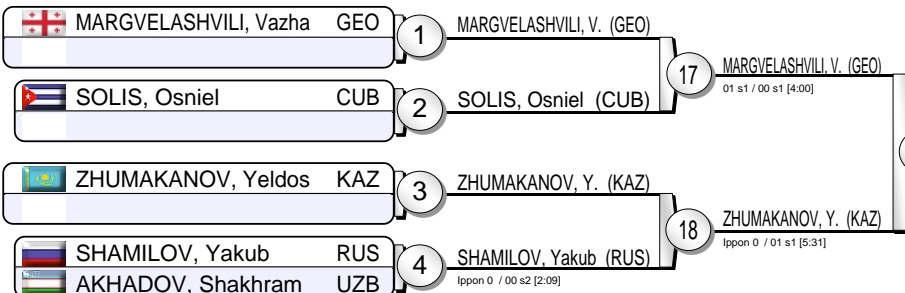 MARGVELASHVILI, Vazha GEO
1
MARGVELASHVILI, V. (GEO)
SOLIS, Osniel CUB
2
SOLIS, Osniel (CUB)
17
MARGVELASHVILI, V. (GEO)
01 s1 / 00 s1 [4:00]
ZHUMAKANOV, Yeldos KAZ
3
ZHUMAKANOV, Y. (KAZ)
SHAMILOV, Yakub RUS
AKHADOV, Shakhram UZB
4
SHAMILOV, Yakub (RUS)
Ippon 0 / 00 s2 [2:09]
18
ZHUMAKANOV, Y. (KAZ)
Ippon 0 / 01 s1 [5:31]